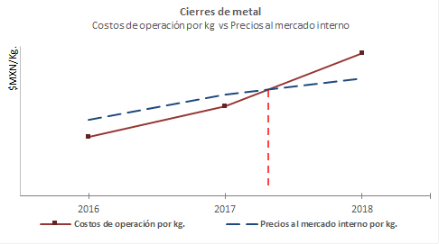 Cierres de metal
Costos de operación por kg vs Precios al mercado interno
$MXN/Kg.
2016 2017 2018
Costos de operación por kg. Precios al mercado interno por kg.